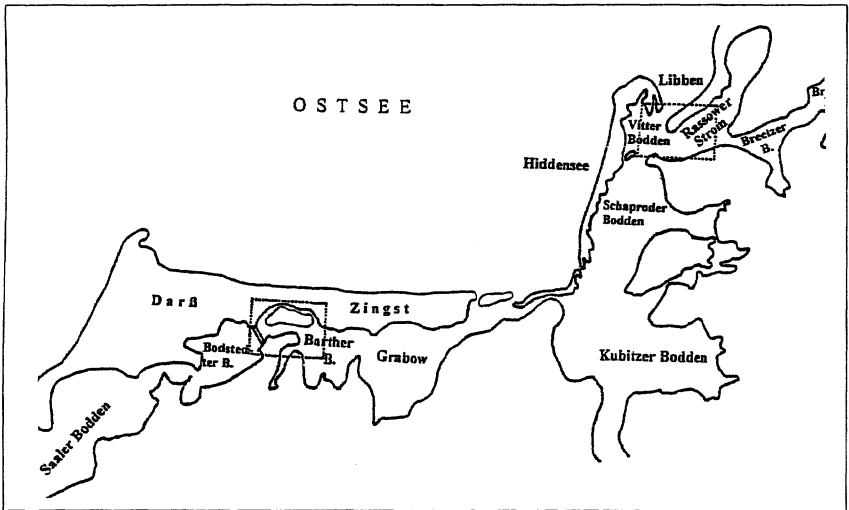 OSTSEE
Libben
Br
Rassower
Strom
Vitter
Bodden
Breetzer
B.
Hiddensee
Schaproder
Bodden
Darß
Zingst
Bodsted-
ter B.
Barther
B.
Grabow
Kubitzer Bodden
Saaler Bodden